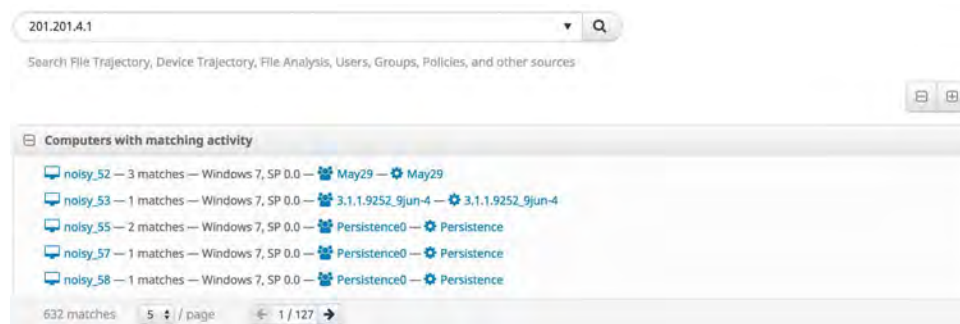 201.201.4.1
Search File Trajectory, Device Trajectory, File Analysis, Users, Groups, Policies, and other sources
Computers with matching activity
noisy_52 — 3 matches — Windows 7, SP 0.0 — May29 — May29
noisy_53 — 1 matches — Windows 7, SP 0.0 — 3.1.1.9252_9jun-4 — 3.1.1.9252_9jun-4
noisy_55 — 2 matches — Windows 7, SP 0.0 — Persistence0 — Persistence
noisy_57 — 1 matches — Windows 7, SP 0.0 — Persistence0 — Persistence
noisy_58 — 1 matches — Windows 7, SP 0.0 — Persistence0 — Persistence
632 matches 5 / page 1 / 127